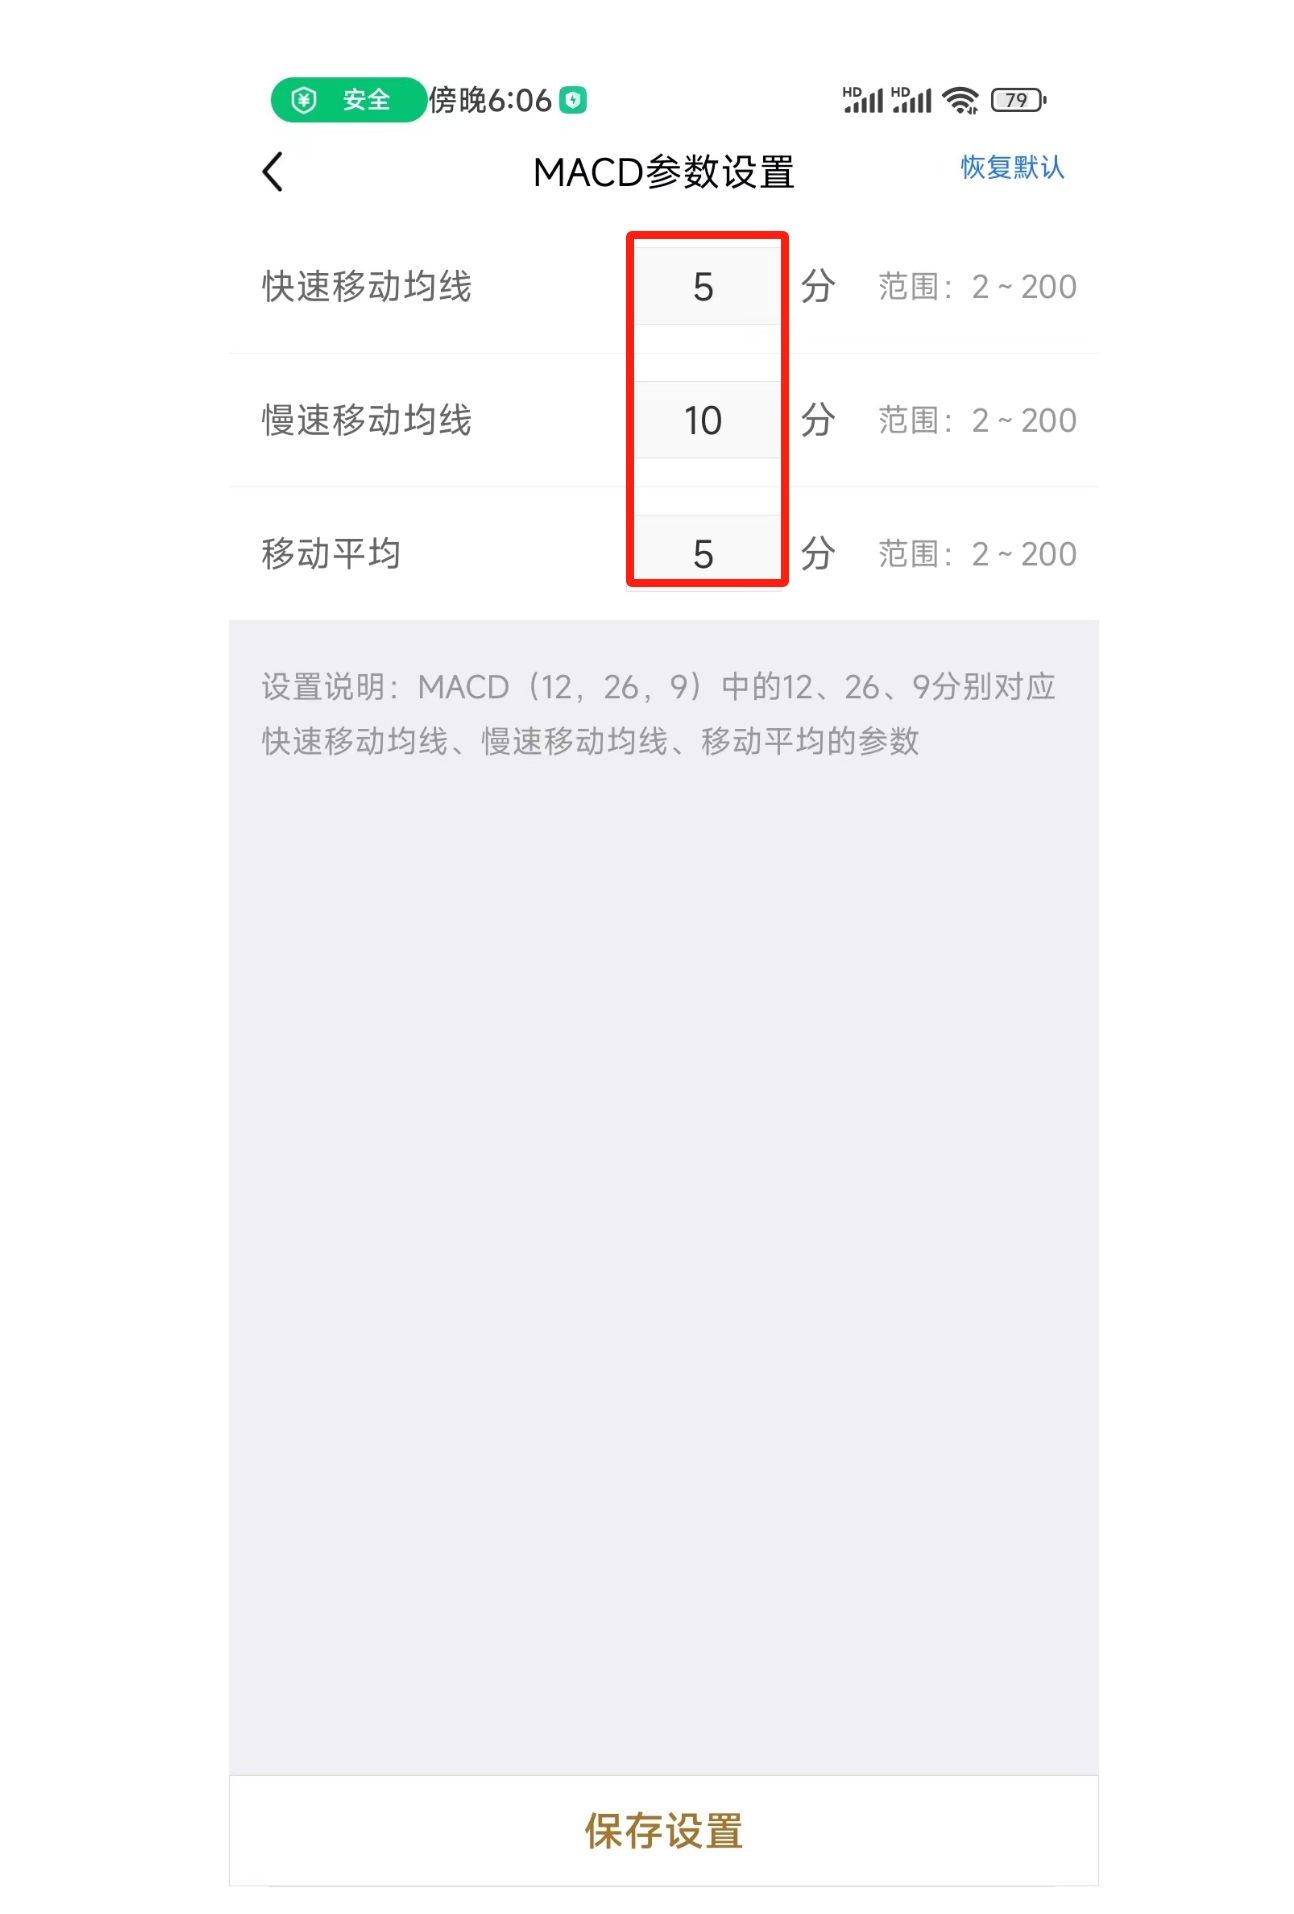 安全 傍晚6:06 HD HD 79
MACD参数设置 恢复默认
快速移动均线 5 分 范围：2 ~ 200
慢速移动均线 10 分 范围：2 ~ 200
移动平均 5 分 范围：2 ~ 200
设置说明：MACD（12，26，9）中的12、26、9分别对应
快速移动均线、慢速移动均线、移动平均的参数
保存设置